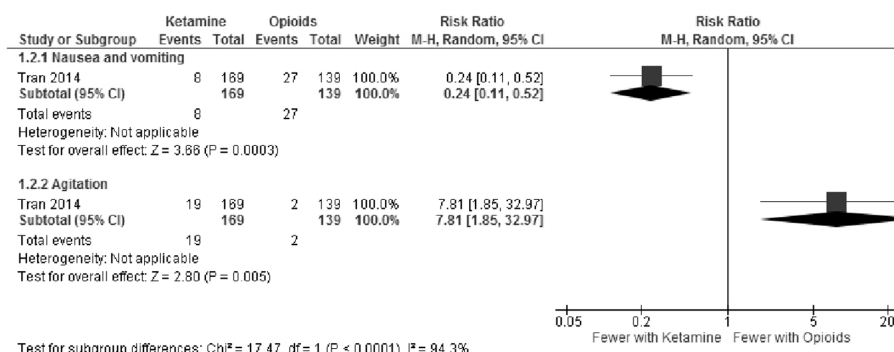 Ketamine Opioids Risk Ratio Risk Ratio
Study or Subgroup Events Total Events Total Weight M-H, Random, 95% CI M-H, Random, 95% CI
1.2.1 Nausea and vomiting
Tran 2014 8 169 27 139 100.0% 0.24 [0.11, 0.52]
Subtotal (95% CI) 169 139 100.0% 0.24 [0.11, 0.52]
Total events 8 27
Heterogeneity: Not applicable
Test for overall effect: Z = 3.66 (P = 0.0003)
1.2.2 Agitation
Tran 2014 19 169 2 139 100.0% 7.81 [1.85, 32.97]
Subtotal (95% CI) 169 139 100.0% 7.81 [1.85, 32.97]
Total events 19 2
Heterogeneity: Not applicable
Test for overall effect: Z = 2.80 (P = 0.005)
0.05 0.2 1 5 20
Fewer with Ketamine Fewer with Opioids
Test for subgroup differences: Chi² = 17.47, df = 1 (P < 0.0001), I² = 94.3%